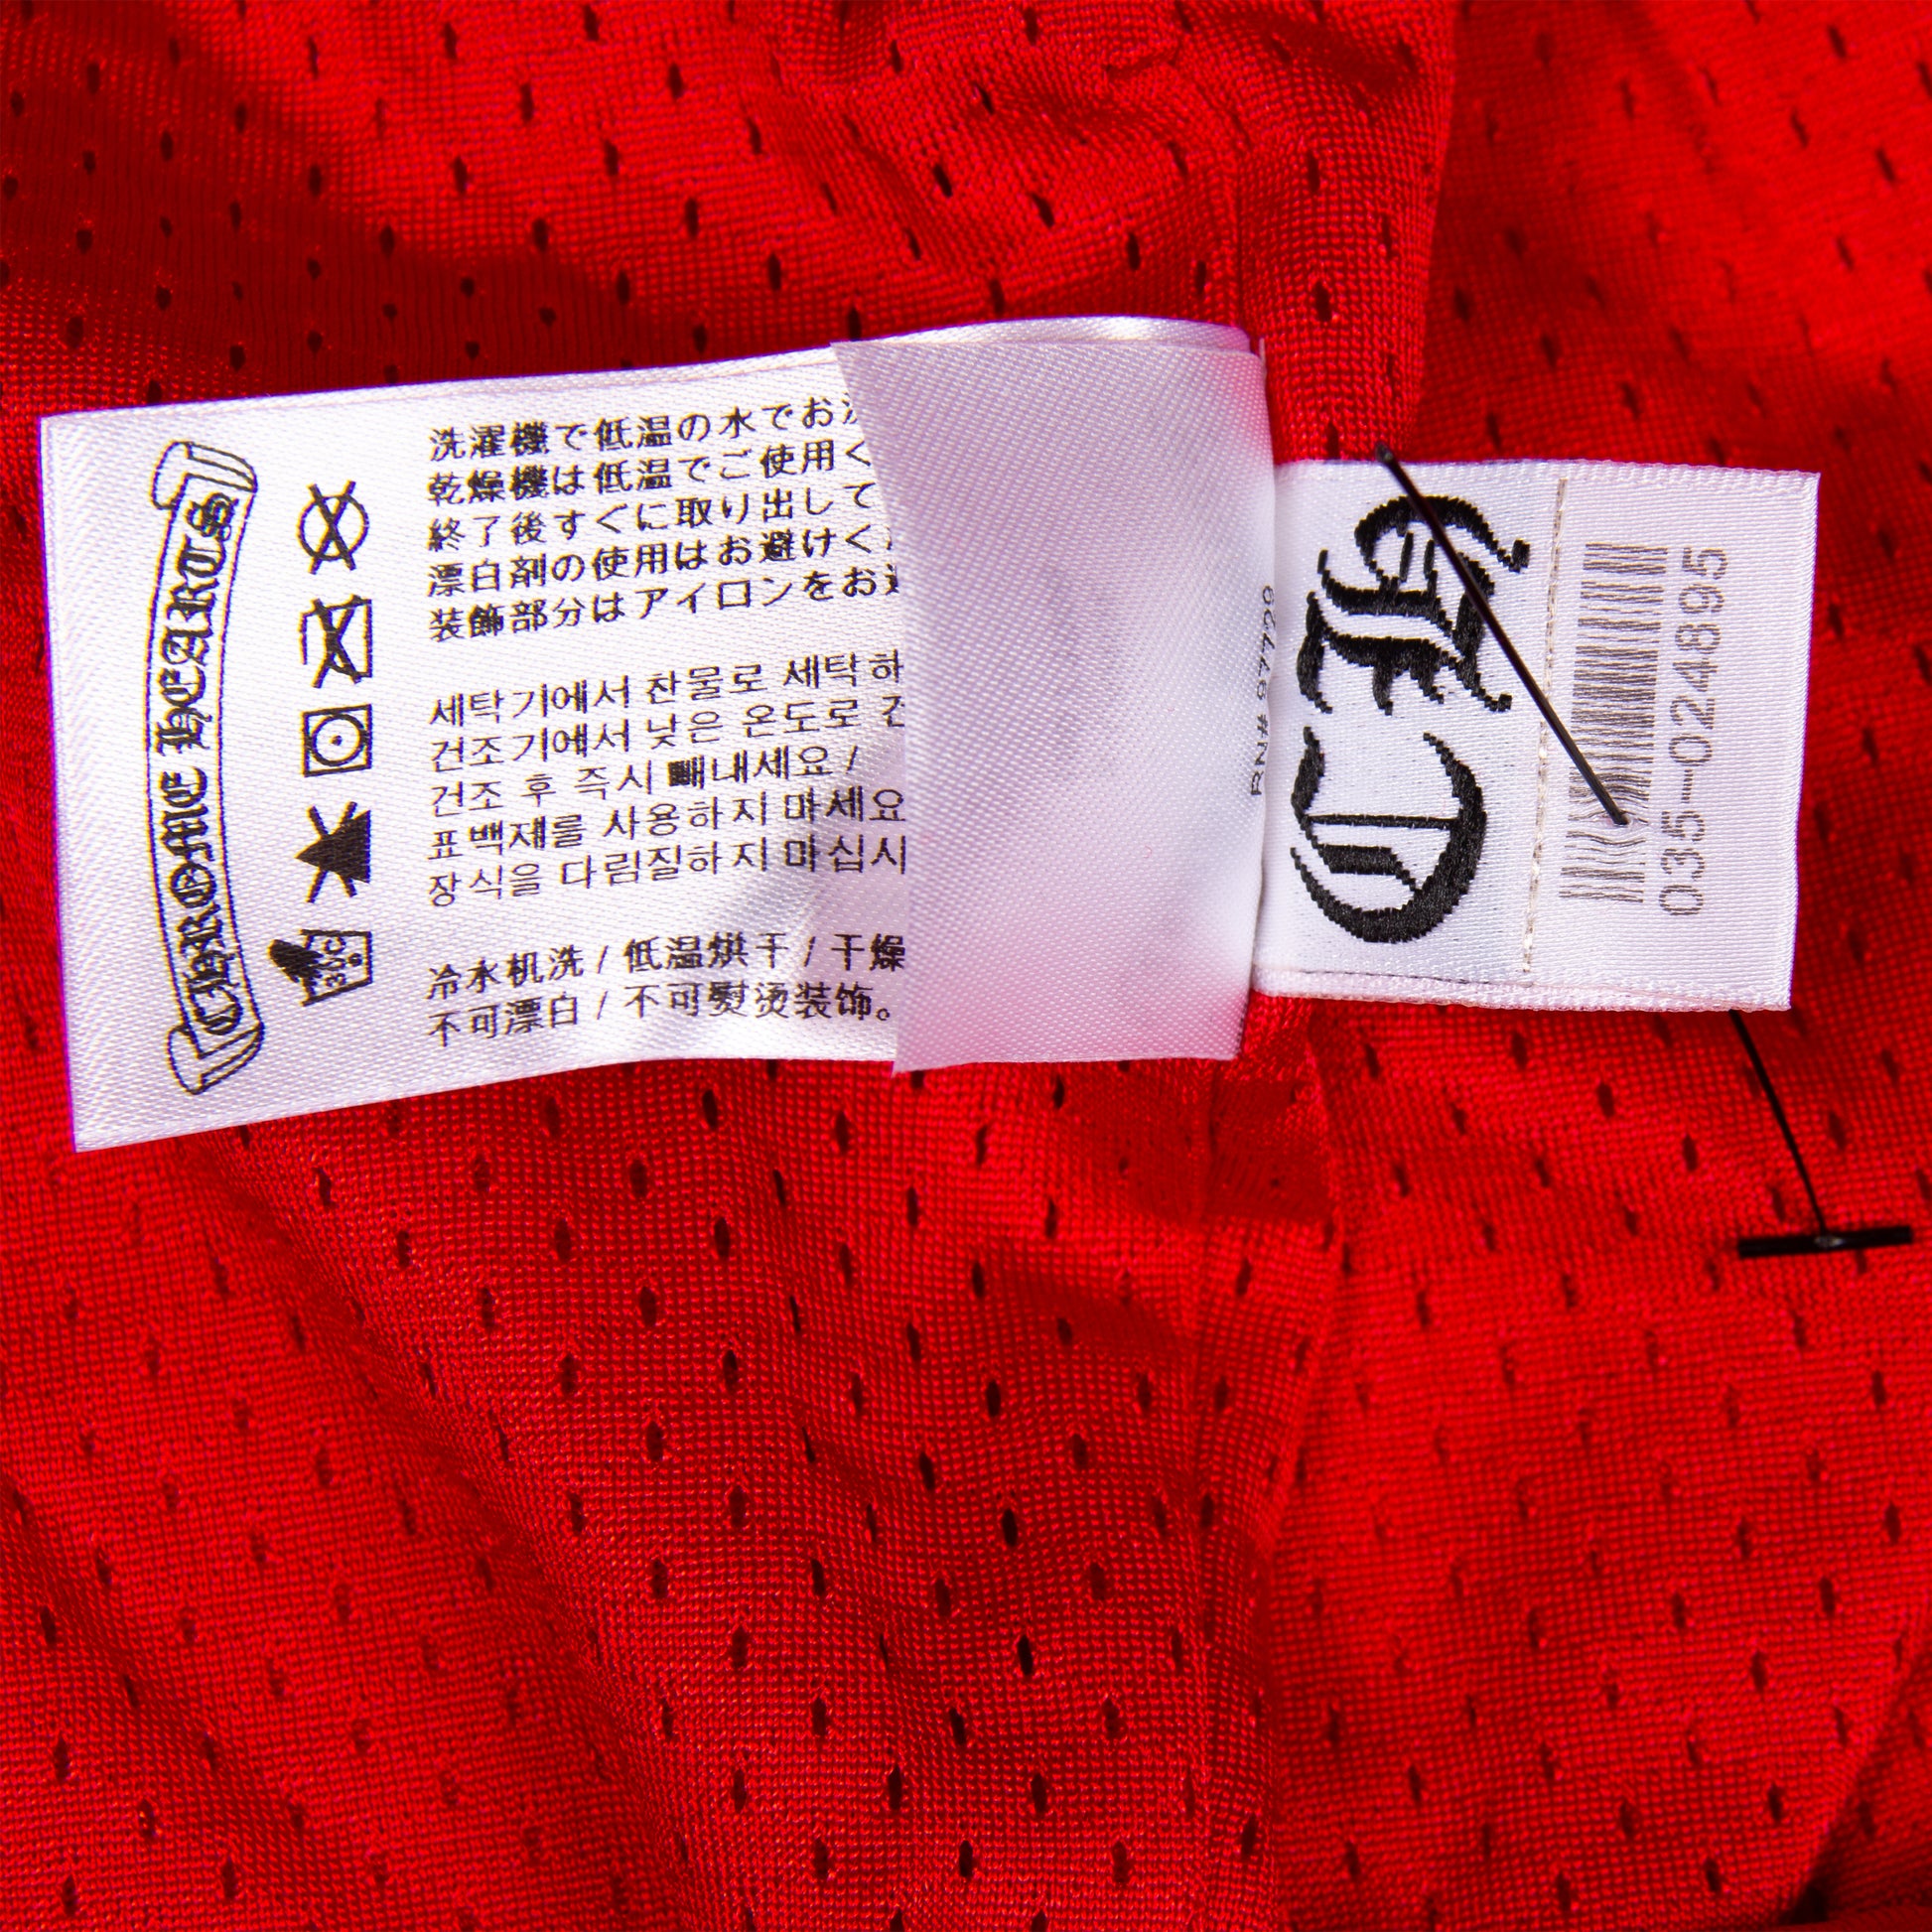 CHROME HEARTS
30C
洗濯機で低温の水でお
乾燥機は低温でご使用く
終了後すぐに取り出して
漂白剤の使用はお避けく
装飾部分はアイロンをお
세탁기에서 찬물로 세탁 하
건조기에서 낮은 온도로
건조 후 즉시 빼내세요 /
표백제를 사용하지 마세요
장식을 다림질하지 마십시
冷水机洗 / 低温烘干 / 干燥
不可漂白 / 不可熨烫装饰。
RN# 97729
CH
035-024895